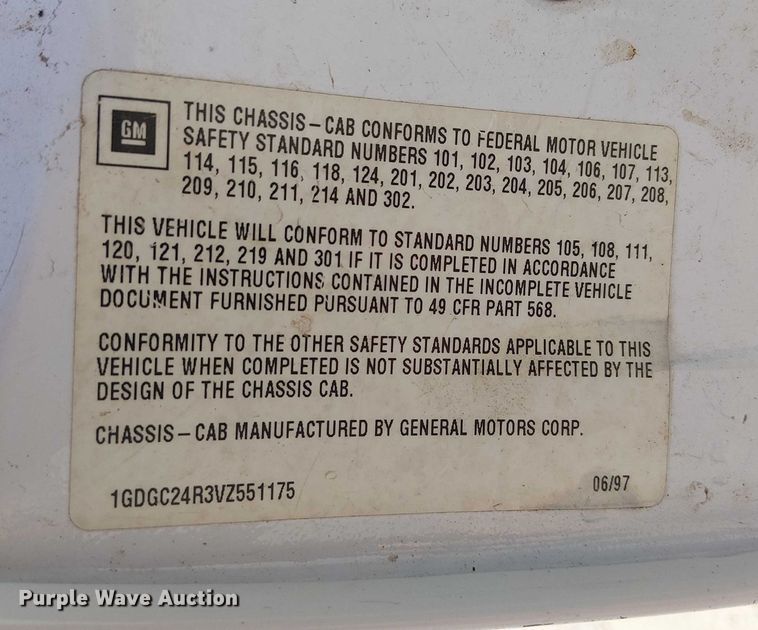 GM
THIS CHASSIS-CAB CONFORMS TO FEDERAL MOTOR VEHICLE
SAFETY STANDARD NUMBERS 101, 102, 103, 104, 106, 107, 113,
114, 115, 116, 118, 124, 201, 202, 203, 204, 205, 206, 207, 208,
209, 210, 211, 214 AND 302.
THIS VEHICLE WILL CONFORM TO STANDARD NUMBERS 105, 108, 111,
120, 121, 212, 219 AND 301 IF IT IS COMPLETED IN ACCORDANCE
WITH THE INSTRUCTIONS CONTAINED IN THE INCOMPLETE VEHICLE
DOCUMENT FURNISHED PURSUANT TO 49 CFR PART 568.
CONFORMITY TO THE OTHER SAFETY STANDARDS APPLICABLE TO THIS
VEHICLE WHEN COMPLETED IS NOT SUBSTANTIALLY AFFECTED BY THE
DESIGN OF THE CHASSIS CAB.
CHASSIS-CAB MANUFACTURED BY GENERAL MOTORS CORP.
1GDGC24R3VZ551175 06/97
Purple Wave Auction